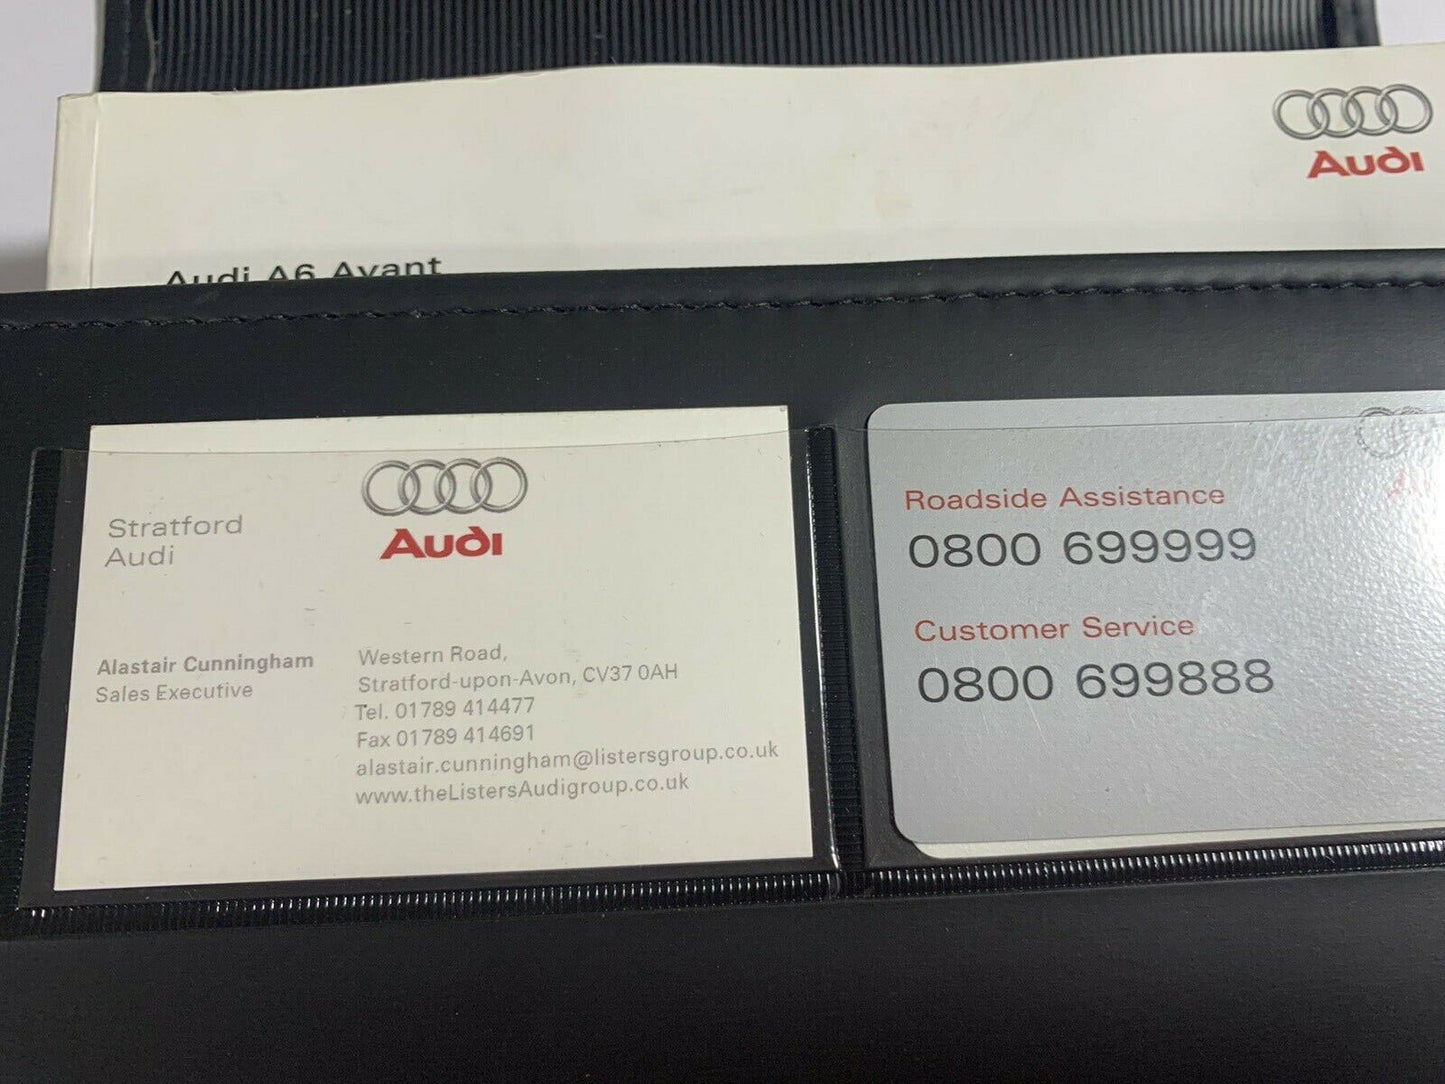 Audi
Audi A6 Avant
Stratford
Audi
Audi
Alastair Cunningham
Sales Executive
Western Road,
Stratford-upon-Avon, CV37 0AH
Tel. 01789 414477
Fax 01789 414691
alastair.cunningham@listersgroup.co.uk
www.theListersAudigroup.co.uk
Roadside Assistance
0800 699999
Customer Service
0800 699888